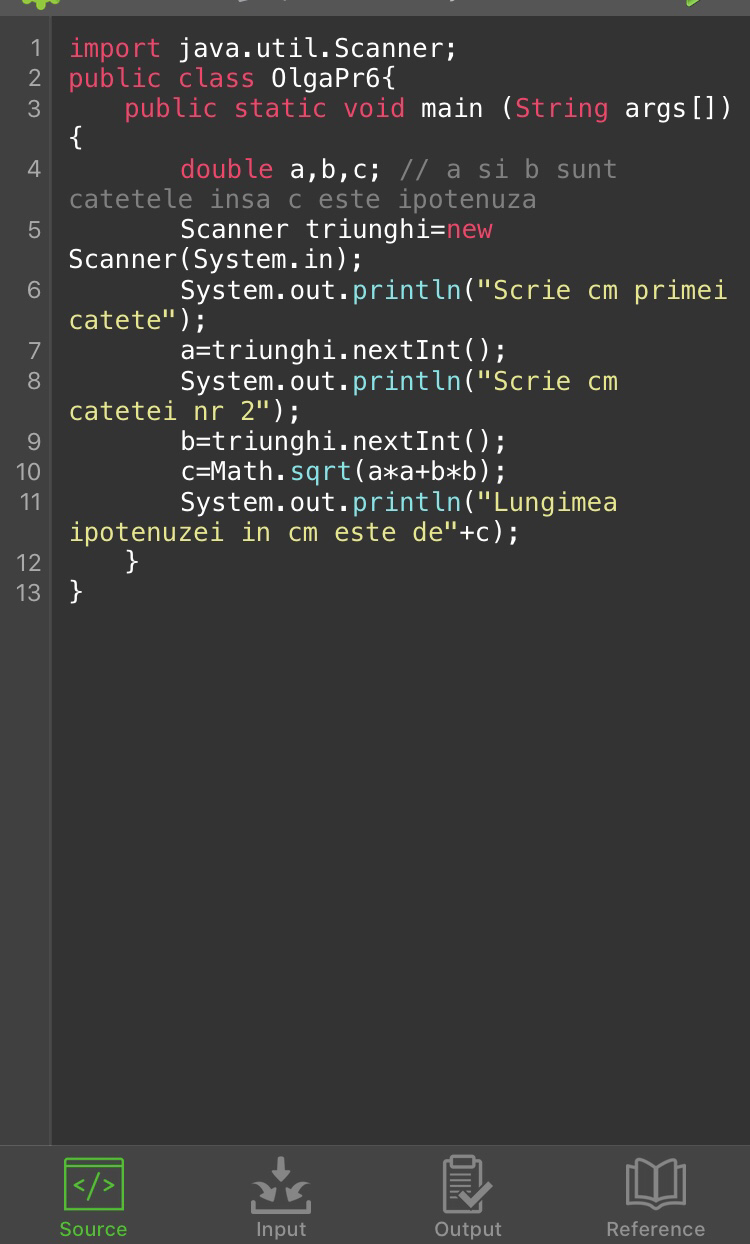 1 import java.util.Scanner;
2 public class OlgaPr6{
3 public static void main (String args[])
{
4 double a,b,c; // a si b sunt
catetele insa c este ipotenuza
5 Scanner triunghi=new
Scanner(System.in);
6 System.out.println("Scrie cm primei
catete");
7 a=triunghi.nextInt();
8 System.out.println("Scrie cm
catetei nr 2");
9 b=triunghi.nextInt();
10 c=Math.sqrt(a*a+b*b);
11 System.out.println("Lungimea
ipotenuzei in cm este de"+c);
12 }
13 }
Source Input Output Reference